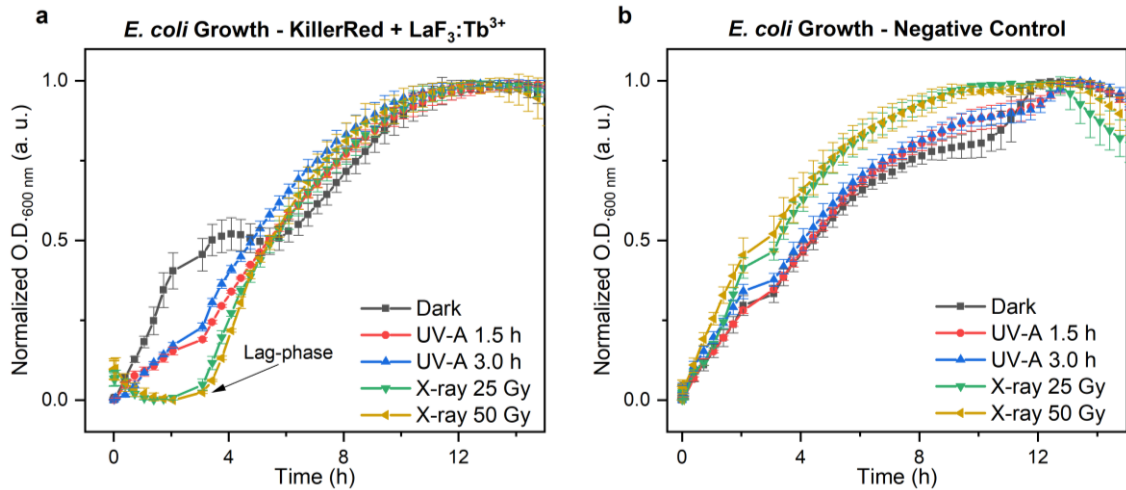 a
E. coli Growth - KillerRed + LaF₃:Tb³⁺
Normalized O.D.₆₀₀ nm (a. u.)
1.0
0.5
0.0
Lag-phase
Dark
UV-A 1.5 h
UV-A 3.0 h
X-ray 25 Gy
X-ray 50 Gy
0 4 8 12
Time (h)
b
E. coli Growth - Negative Control
Normalized O.D.₆₀₀ nm (a. u.)
1.0
0.5
0.0
Dark
UV-A 1.5 h
UV-A 3.0 h
X-ray 25 Gy
X-ray 50 Gy
0 4 8 12
Time (h)